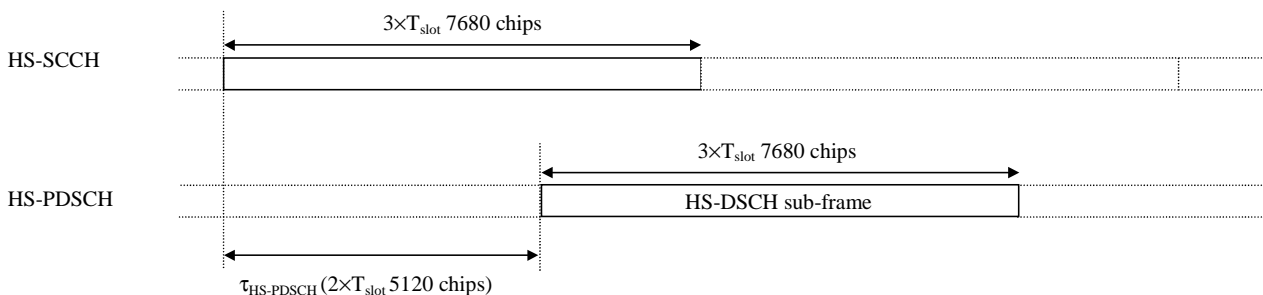 3×Tslot 7680 chips
HS-SCCH
3×Tslot 7680 chips
HS-PDSCH
HS-DSCH sub-frame
τHS-PDSCH (2×Tslot 5120 chips)